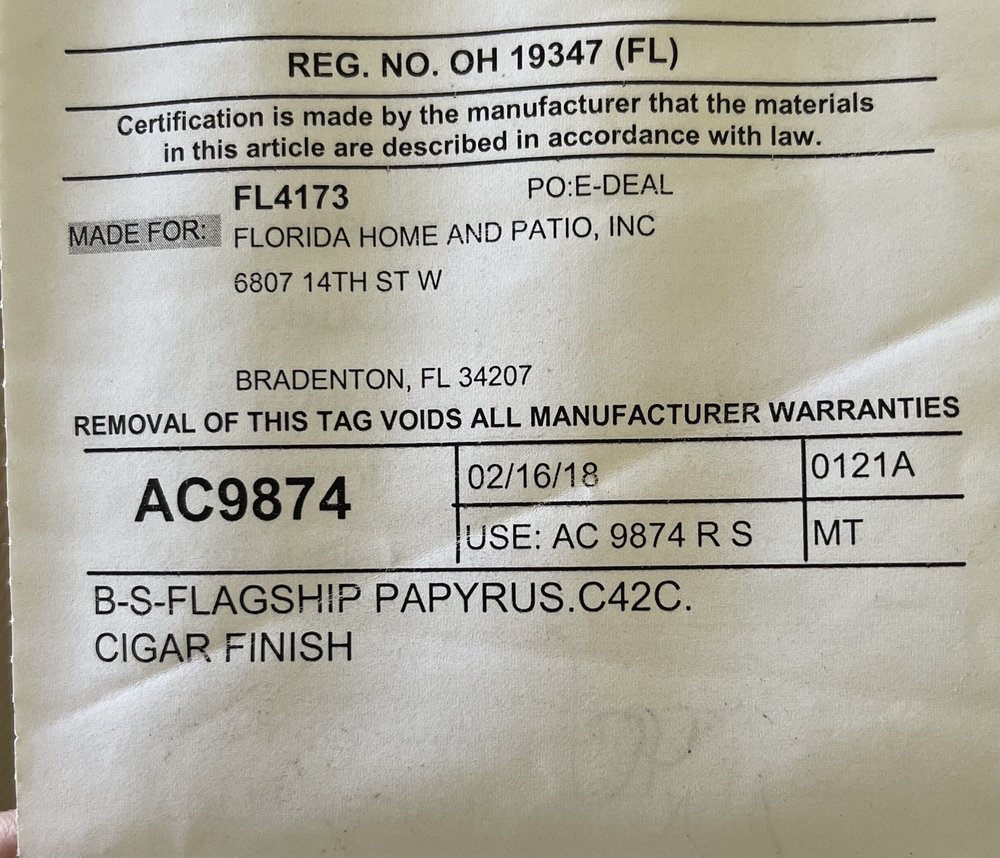 REG. NO. OH 19347 (FL)
Certification is made by the manufacturer that the materials
in this article are described in accordance with law.
FL4173 PO:E-DEAL
MADE FOR: FLORIDA HOME AND PATIO, INC
6807 14TH ST W
BRADENTON, FL 34207
REMOVAL OF THIS TAG VOIDS ALL MANUFACTURER WARRANTIES
AC9874 02/16/18 0121A
USE: AC 9874 R S MT
B-S-FLAGSHIP PAPYRUS.C42C.
CIGAR FINISH